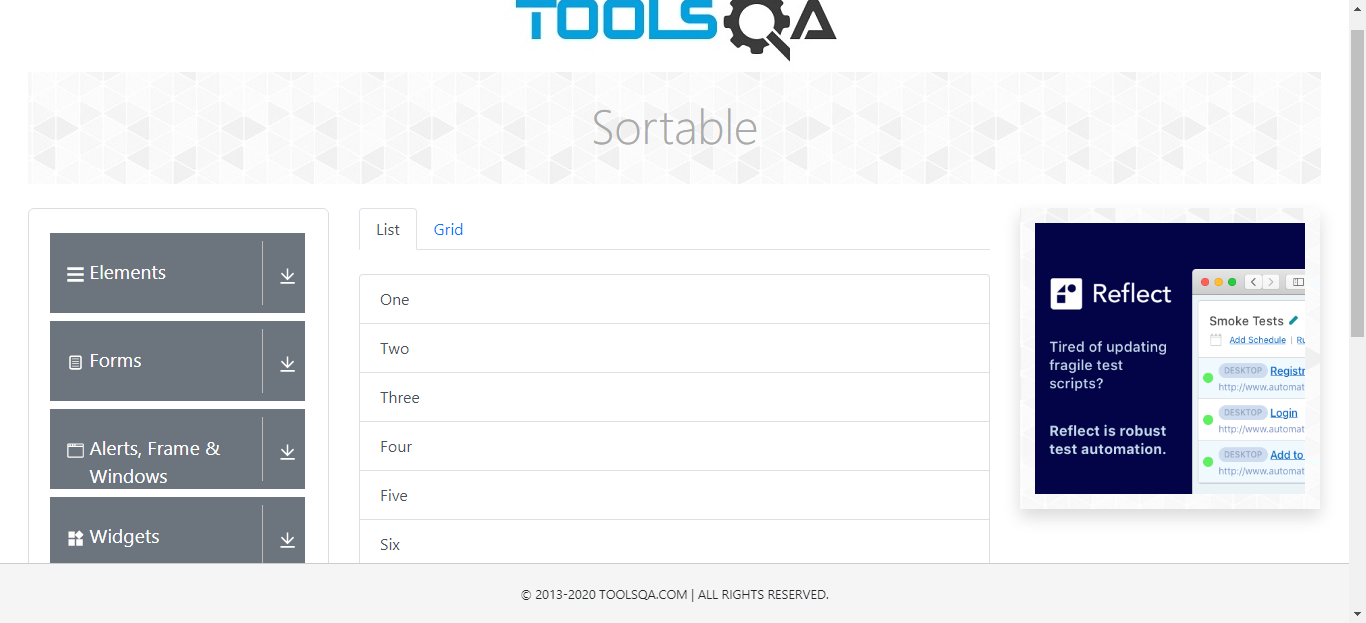 TOOLSQA
Sortable
Elements
Forms
Alerts, Frame &
Windows
Widgets
List Grid
One
Two
Three
Four
Five
Six
Reflect
Tired of updating
fragile test
scripts?
Reflect is robust
test automation.
Smoke Tests
Add Schedule | Ru
DESKTOP Registr
http://www.automat
DESKTOP Login
http://www.automat
DESKTOP Add to
http://www.automat
© 2013-2020 TOOLSQA.COM | ALL RIGHTS RESERVED.